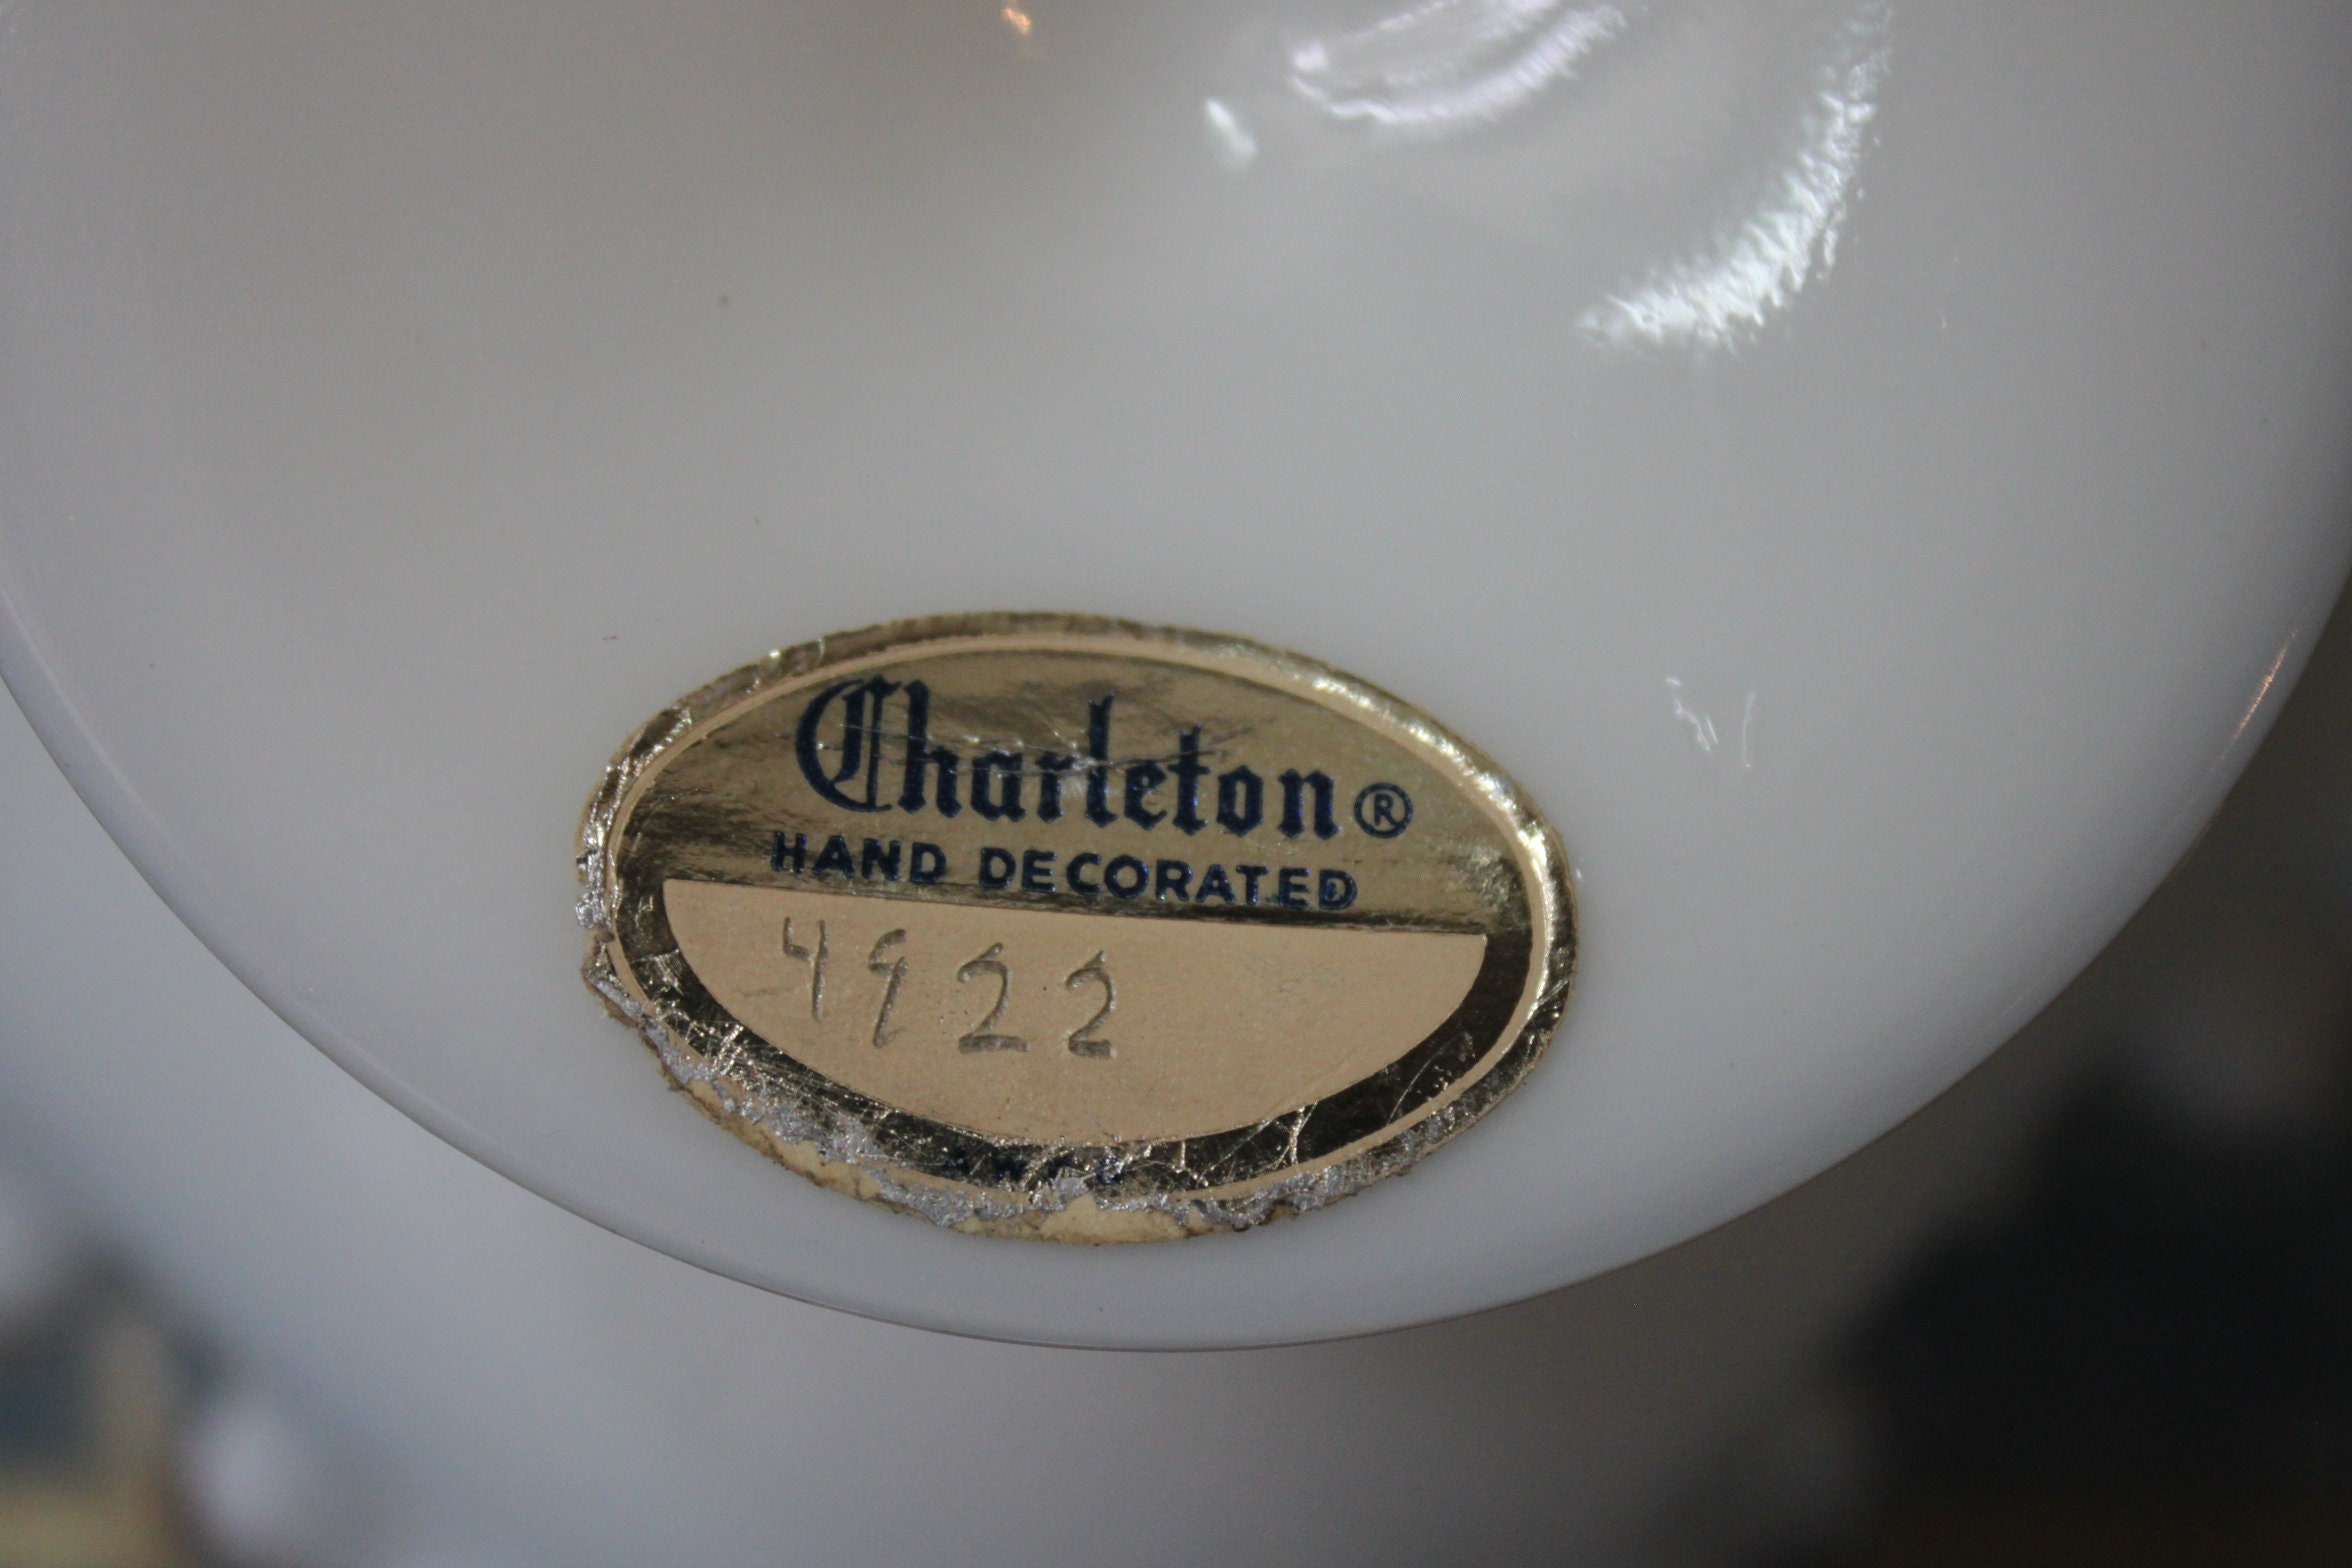 Charleton®
HAND DECORATED
4922